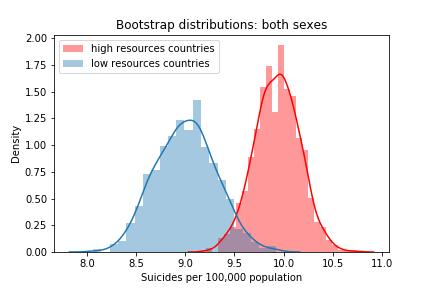 Bootstrap distributions: both sexes
high resources countries
low resources countries
Density
2.00
1.75
1.50
1.25
1.00
0.75
0.50
0.25
0.00
8.0 8.5 9.0 9.5 10.0 10.5 11.0
Suicides per 100,000 population